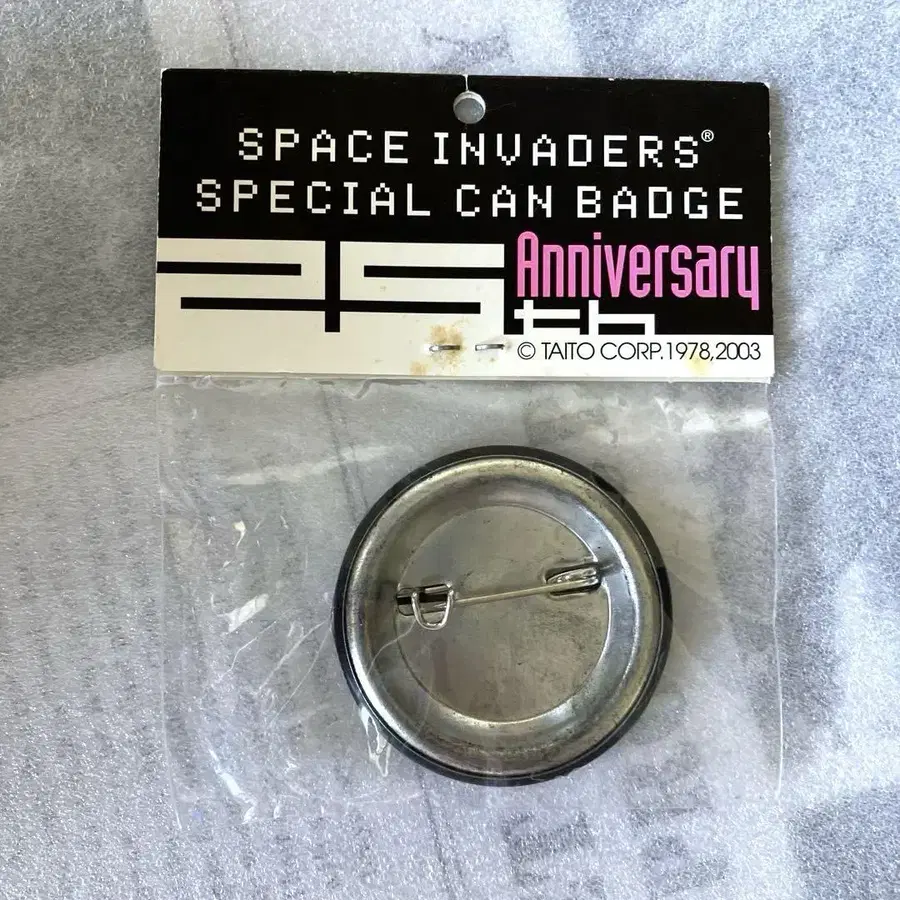 SPACE INVADERS®
SPECIAL CAN BADGE
25th Anniversary
© TAITO CORP.1978,2003